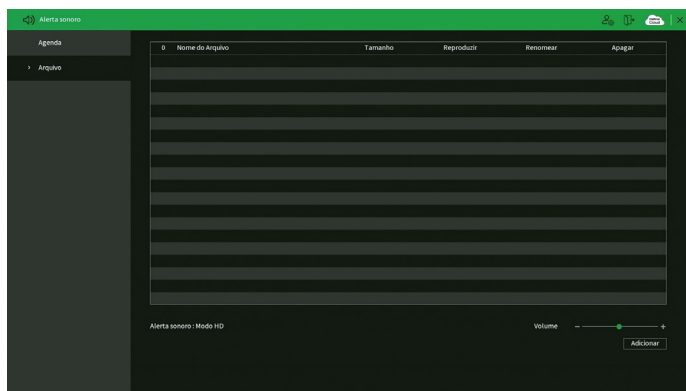 Alerta sonoro
Agenda
> Arquivo
0 Nome do Arquivo Tamanho Reproduzir Renomear Apagar
Alerta sonoro : Modo HD Volume - +
Adicionar